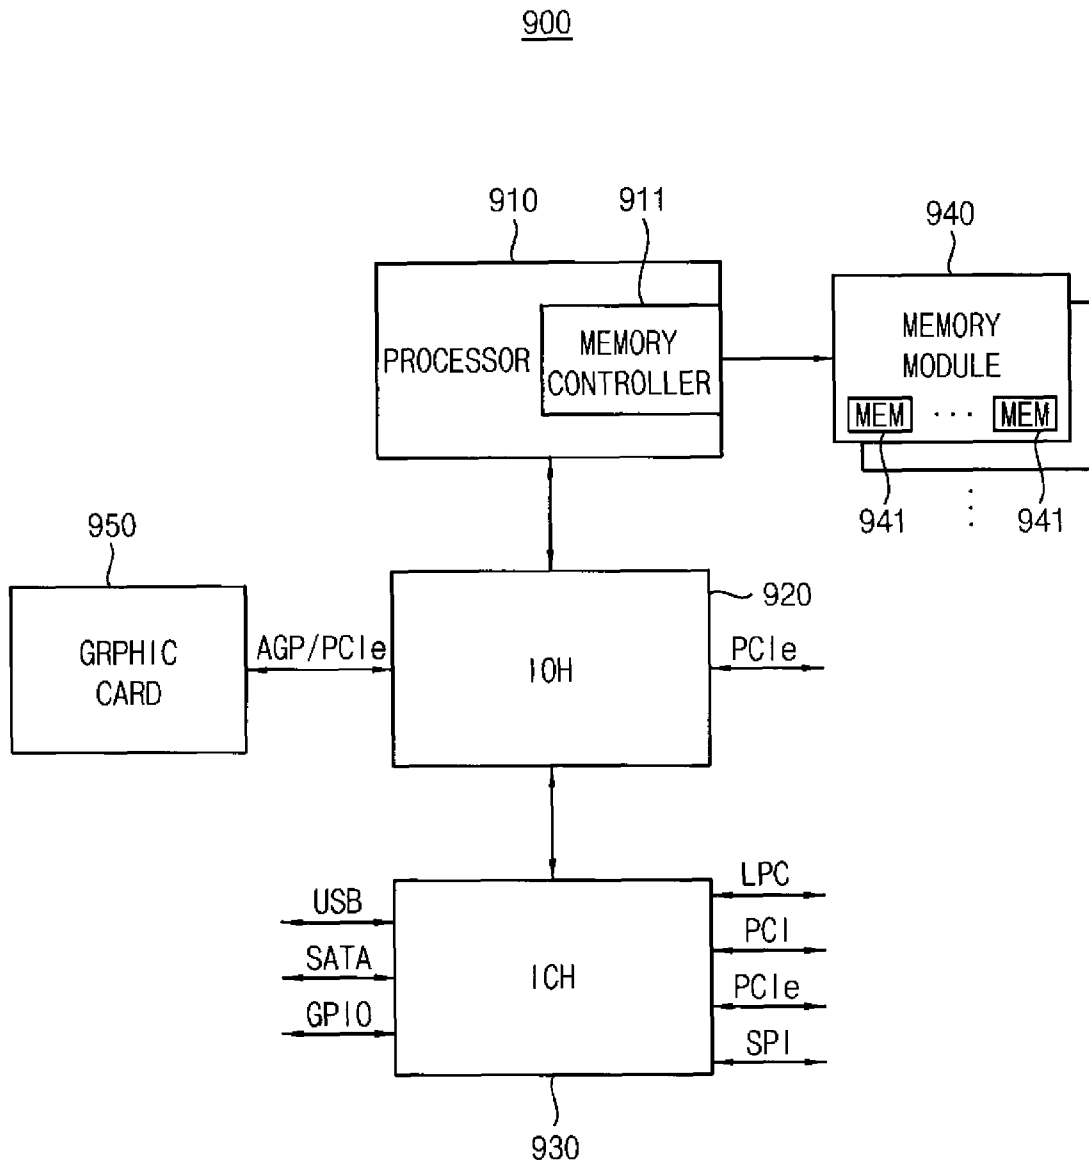 900
910
911
940
PROCESSOR
MEMORY
CONTROLLER
MEMORY
MODULE
MEM ... MEM
941
941
950
920
GRPHIC
CARD
AGP/PCIe
IOH
PCIe
USB
SATA
GPIO
ICH
LPC
PCI
PCIe
SPI
930